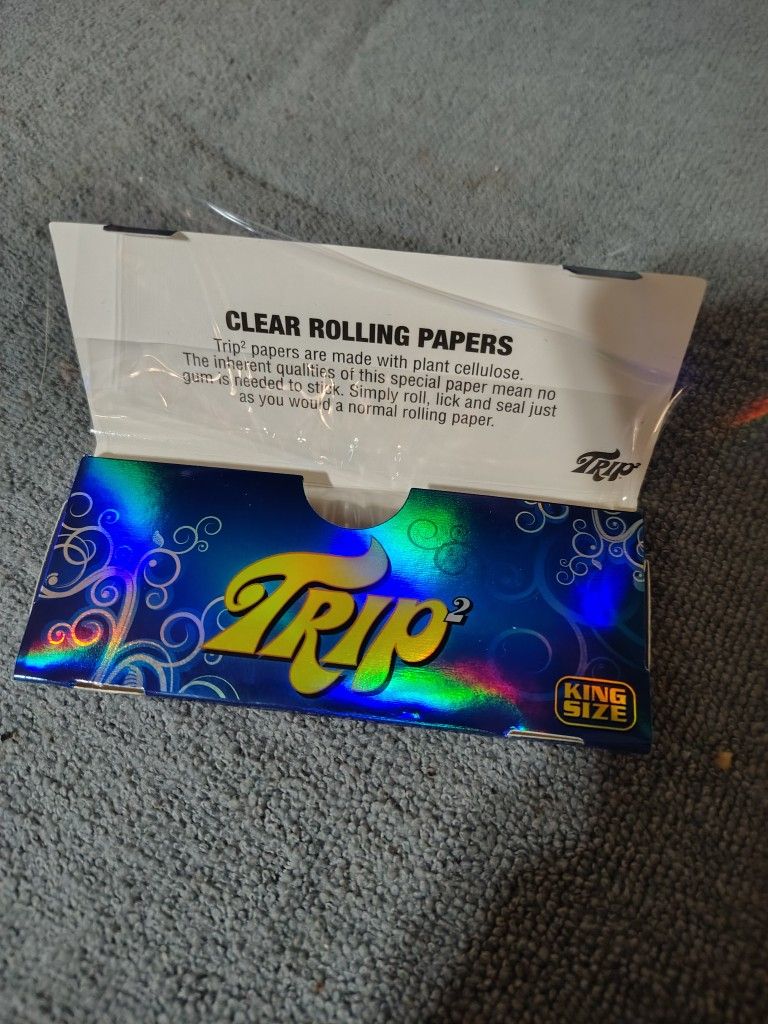 CLEAR ROLLING PAPERS
Trip² papers are made with plant cellulose.
The inherent qualities of this special paper mean no
gum is needed to stick. Simply roll, lick and seal just
as you would a normal rolling paper.
TRIP²
TRIP²
KING
SIZE